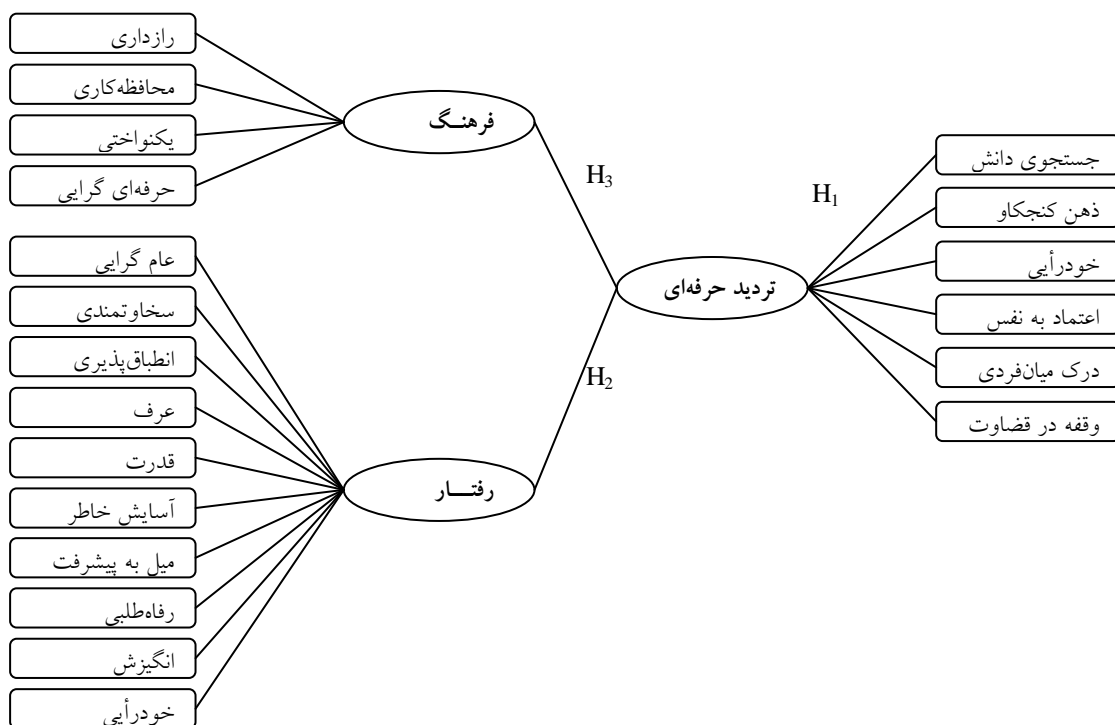 رازداری
محافظه‌کاری
یکنواختی
حرفه‌ای گرایی
فرهنـگ
H₃
H₁
جستجوی دانش
ذهن کنجکاو
خودرأیی
اعتماد به نفس
درک میان‌فردی
وقفه در قضاوت
تردید حرفه‌ای
H₂
عام گرایی
سخاوتمندی
انطباق‌پذیری
عرف
قدرت
آسایش خاطر
میل به پیشرفت
رفاه‌طلبی
انگیزش
خودرأیی
رفتـــار